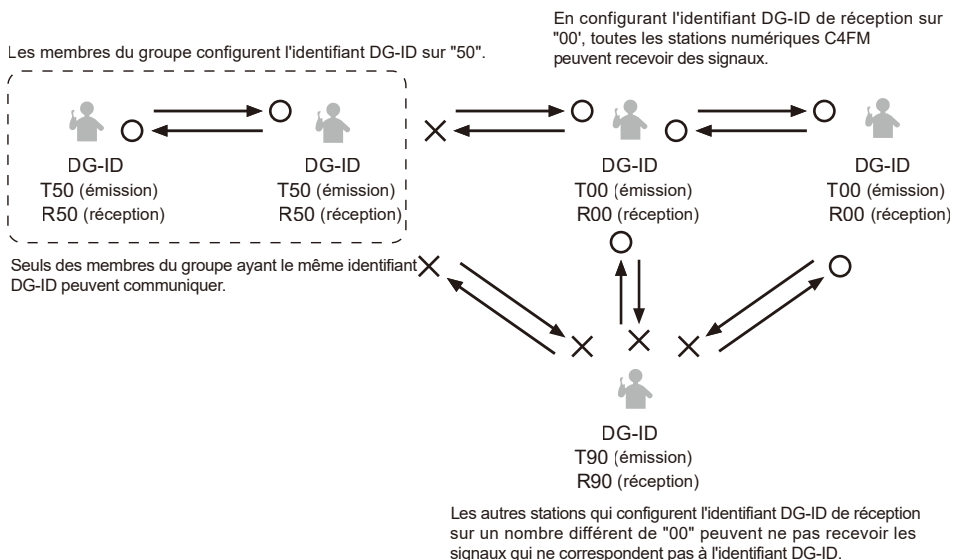 En configurant l'identifiant DG-ID de réception sur
"00', toutes les stations numériques C4FM
peuvent recevoir des signaux.
Les membres du groupe configurent l'identifiant DG-ID sur "50".
DG-ID
T50 (émission)
R50 (réception)
DG-ID
T50 (émission)
R50 (réception)
DG-ID
T00 (émission)
R00 (réception)
DG-ID
T00 (émission)
R00 (réception)
Seuls des membres du groupe ayant le même identifiant
DG-ID peuvent communiquer.
DG-ID
T90 (émission)
R90 (réception)
Les autres stations qui configurent l'identifiant DG-ID de réception
sur un nombre différent de "00" peuvent ne pas recevoir les
signaux qui ne correspondent pas à l'identifiant DG-ID.